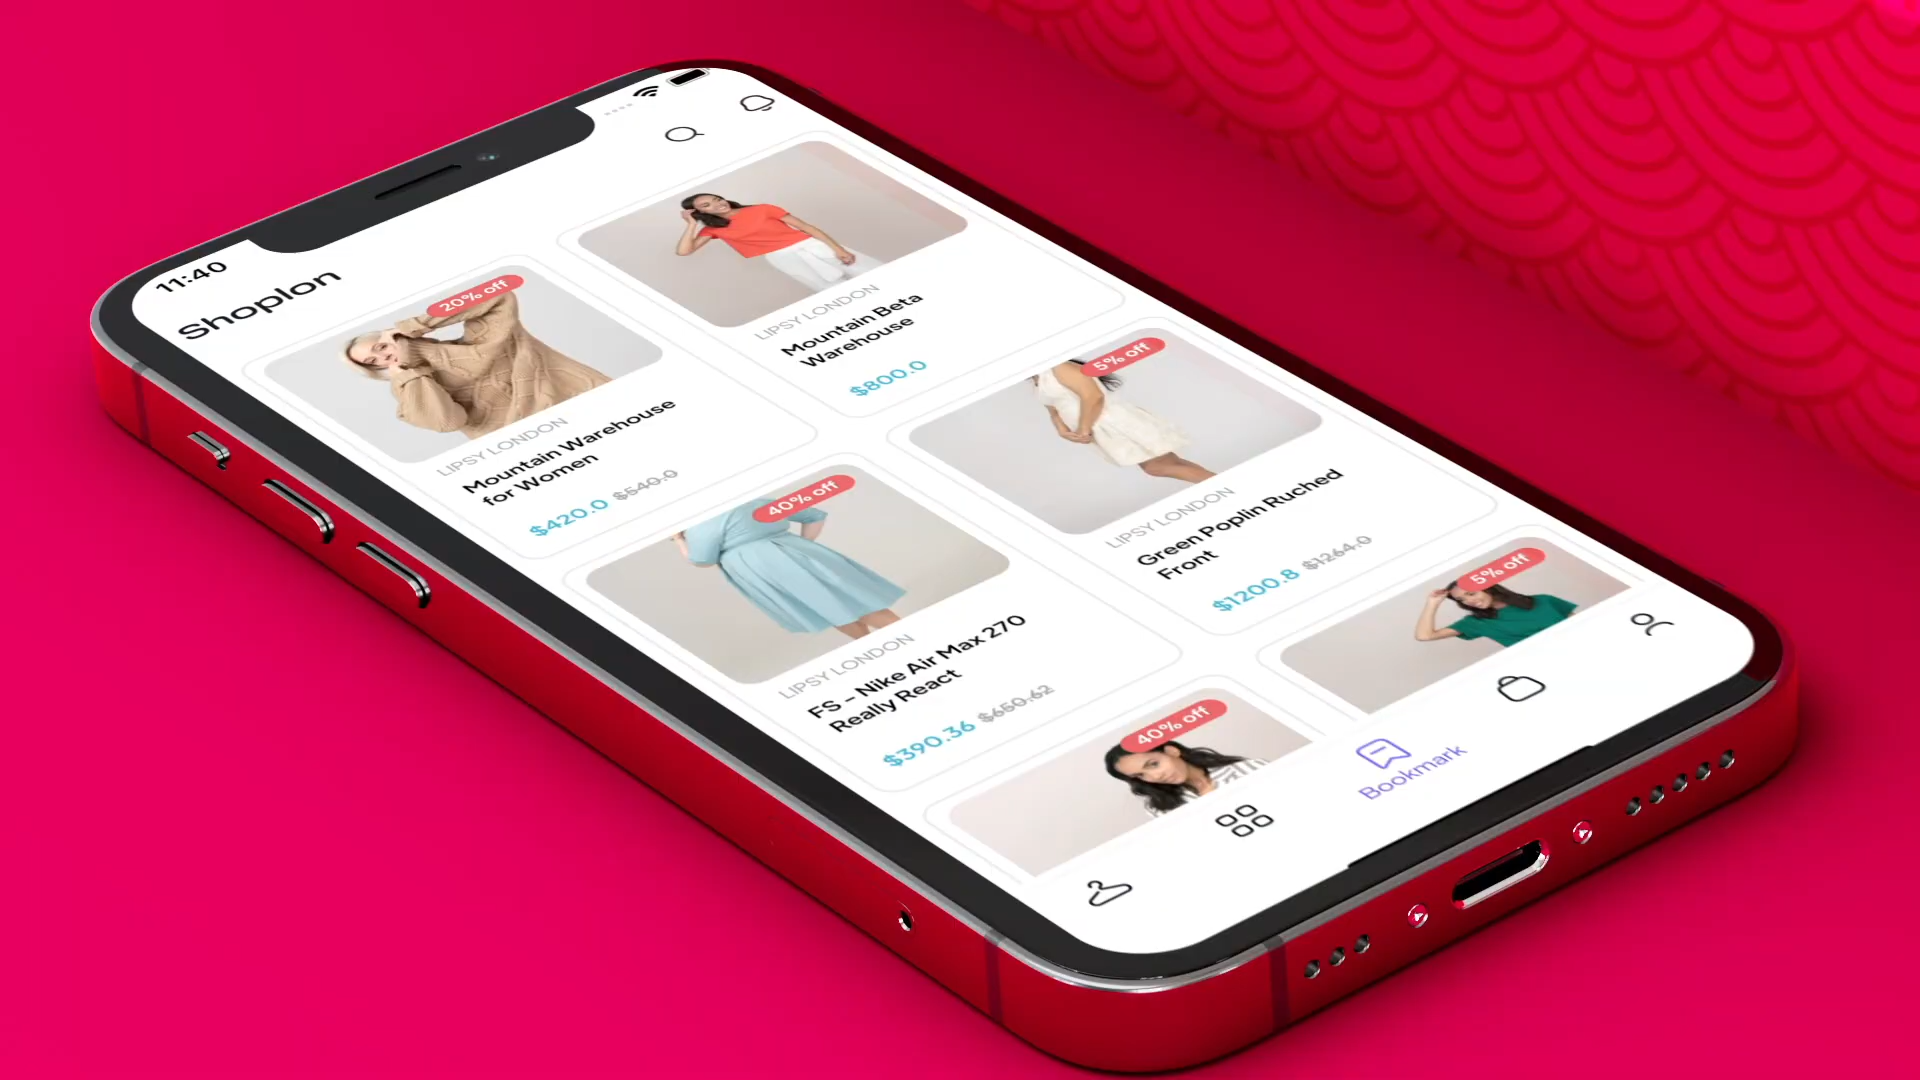 11:40
Shoplon
20% off
LIPSY LONDON
Mountain Warehouse
for Women
$420.0 $540.0
LIPSY LONDON
Mountain Beta
Warehouse
$800.0
40% off
LIPSY LONDON
FS - Nike Air Max 270
Really React
$390.36 $650.62
5% off
LIPSY LONDON
Green Poplin Ruched
Front
$1200.8 $1264.0
40% off
5% off
Bookmark